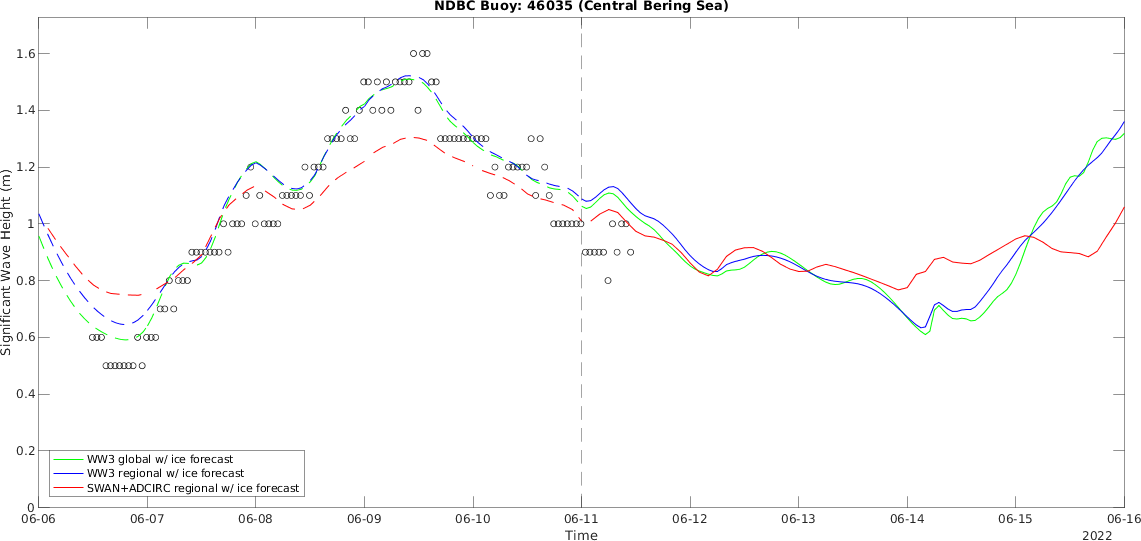 NDBC Buoy: 46035 (Central Bering Sea)
1.6
1.4
1.2
1
0.8
0.6
0.4
0.2
0
Significant Wave Height (m)
WW3 global w/ ice forecast
WW3 regional w/ ice forecast
SWAN+ADCIRC regional w/ ice forecast
06-06 06-07 06-08 06-09 06-10 06-11 06-12 06-13 06-14 06-15 06-16
Time
2022